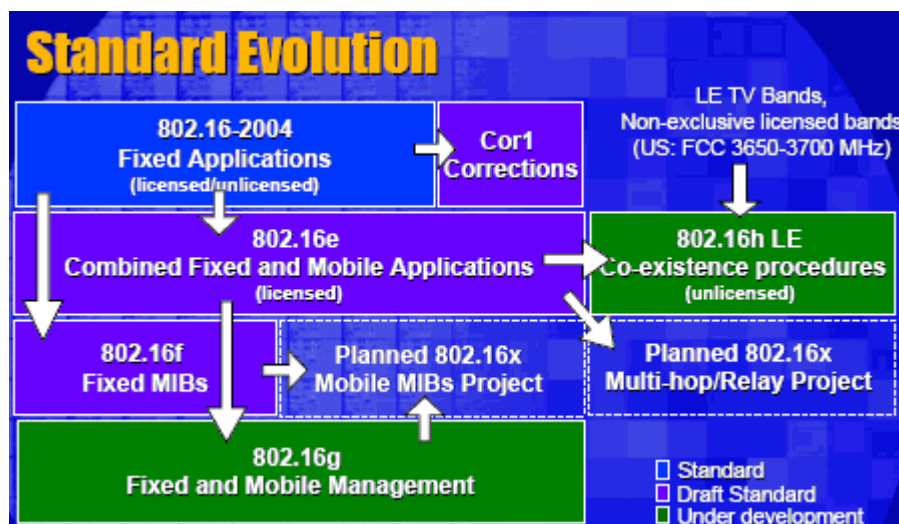 Standard Evolution
802.16-2004
Fixed Applications
(licensed/unlicensed)
Cor1
Corrections
LE TV Bands,
Non-exclusive licensed bands
(US: FCC 3650-3700 MHz)
802.16e
Combined Fixed and Mobile Applications
(licensed)
802.16h LE
Co-existence procedures
(unlicensed)
802.16f
Fixed MIBs
Planned 802.16x
Mobile MIBs Project
Planned 802.16x
Multi-hop/Relay Project
802.16g
Fixed and Mobile Management
Standard
Draft Standard
Under development